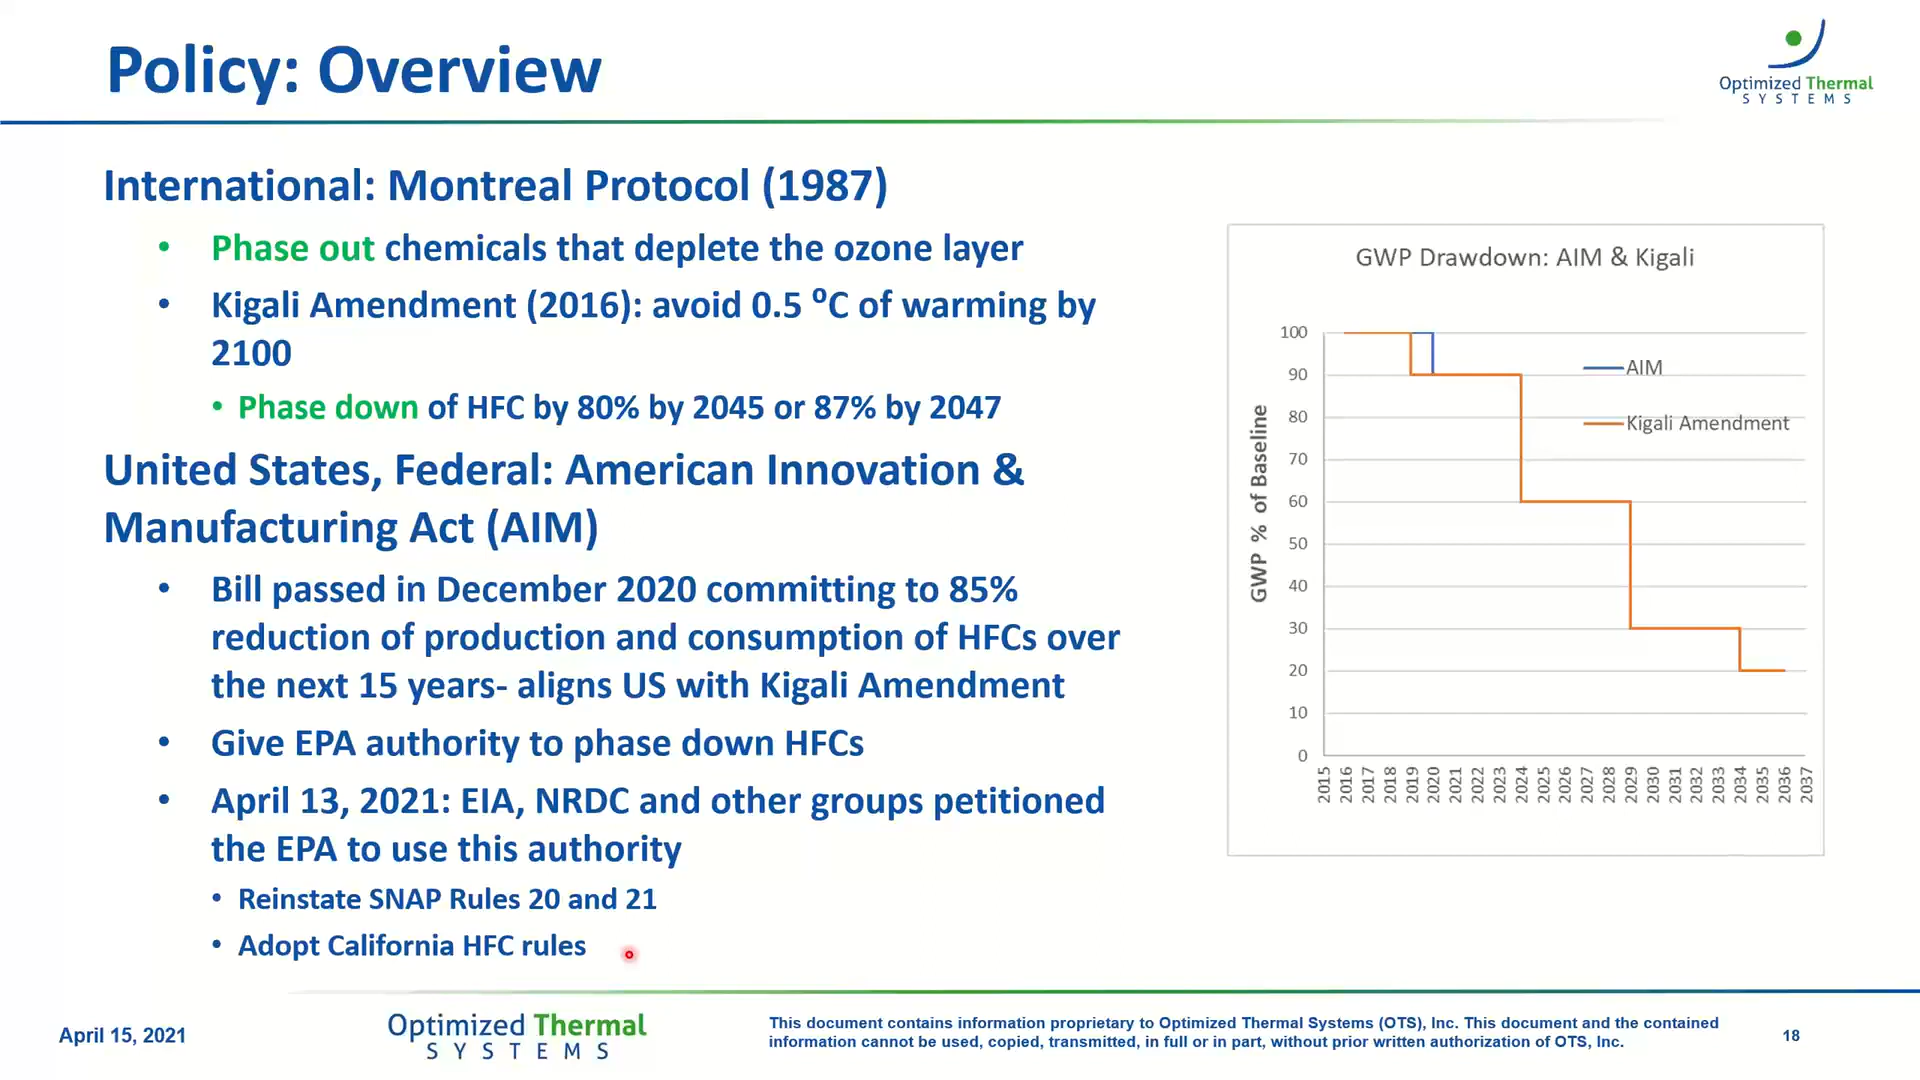 Policy: Overview
Optimized Thermal
SYSTEMS
International: Montreal Protocol (1987)
• Phase out chemicals that deplete the ozone layer
• Kigali Amendment (2016): avoid 0.5 ⁰C of warming by
2100
• Phase down of HFC by 80% by 2045 or 87% by 2047
United States, Federal: American Innovation &
Manufacturing Act (AIM)
• Bill passed in December 2020 committing to 85%
reduction of production and consumption of HFCs over
the next 15 years- aligns US with Kigali Amendment
• Give EPA authority to phase down HFCs
• April 13, 2021: EIA, NRDC and other groups petitioned
the EPA to use this authority
• Reinstate SNAP Rules 20 and 21
• Adopt California HFC rules
GWP Drawdown: AIM & Kigali
GWP % of Baseline
100
90
80
70
60
50
40
30
20
10
0
AIM
Kigali Amendment
2015 2016 2017 2018 2019 2020 2021 2022 2023 2024 2025 2026 2027 2028 2029 2030 2031 2032 2033 2034 2035 2036 2037
April 15, 2021
Optimized Thermal
SYSTEMS
This document contains information proprietary to Optimized Thermal Systems (OTS), Inc. This document and the contained
information cannot be used, copied, transmitted, in full or in part, without prior written authorization of OTS, Inc.
18